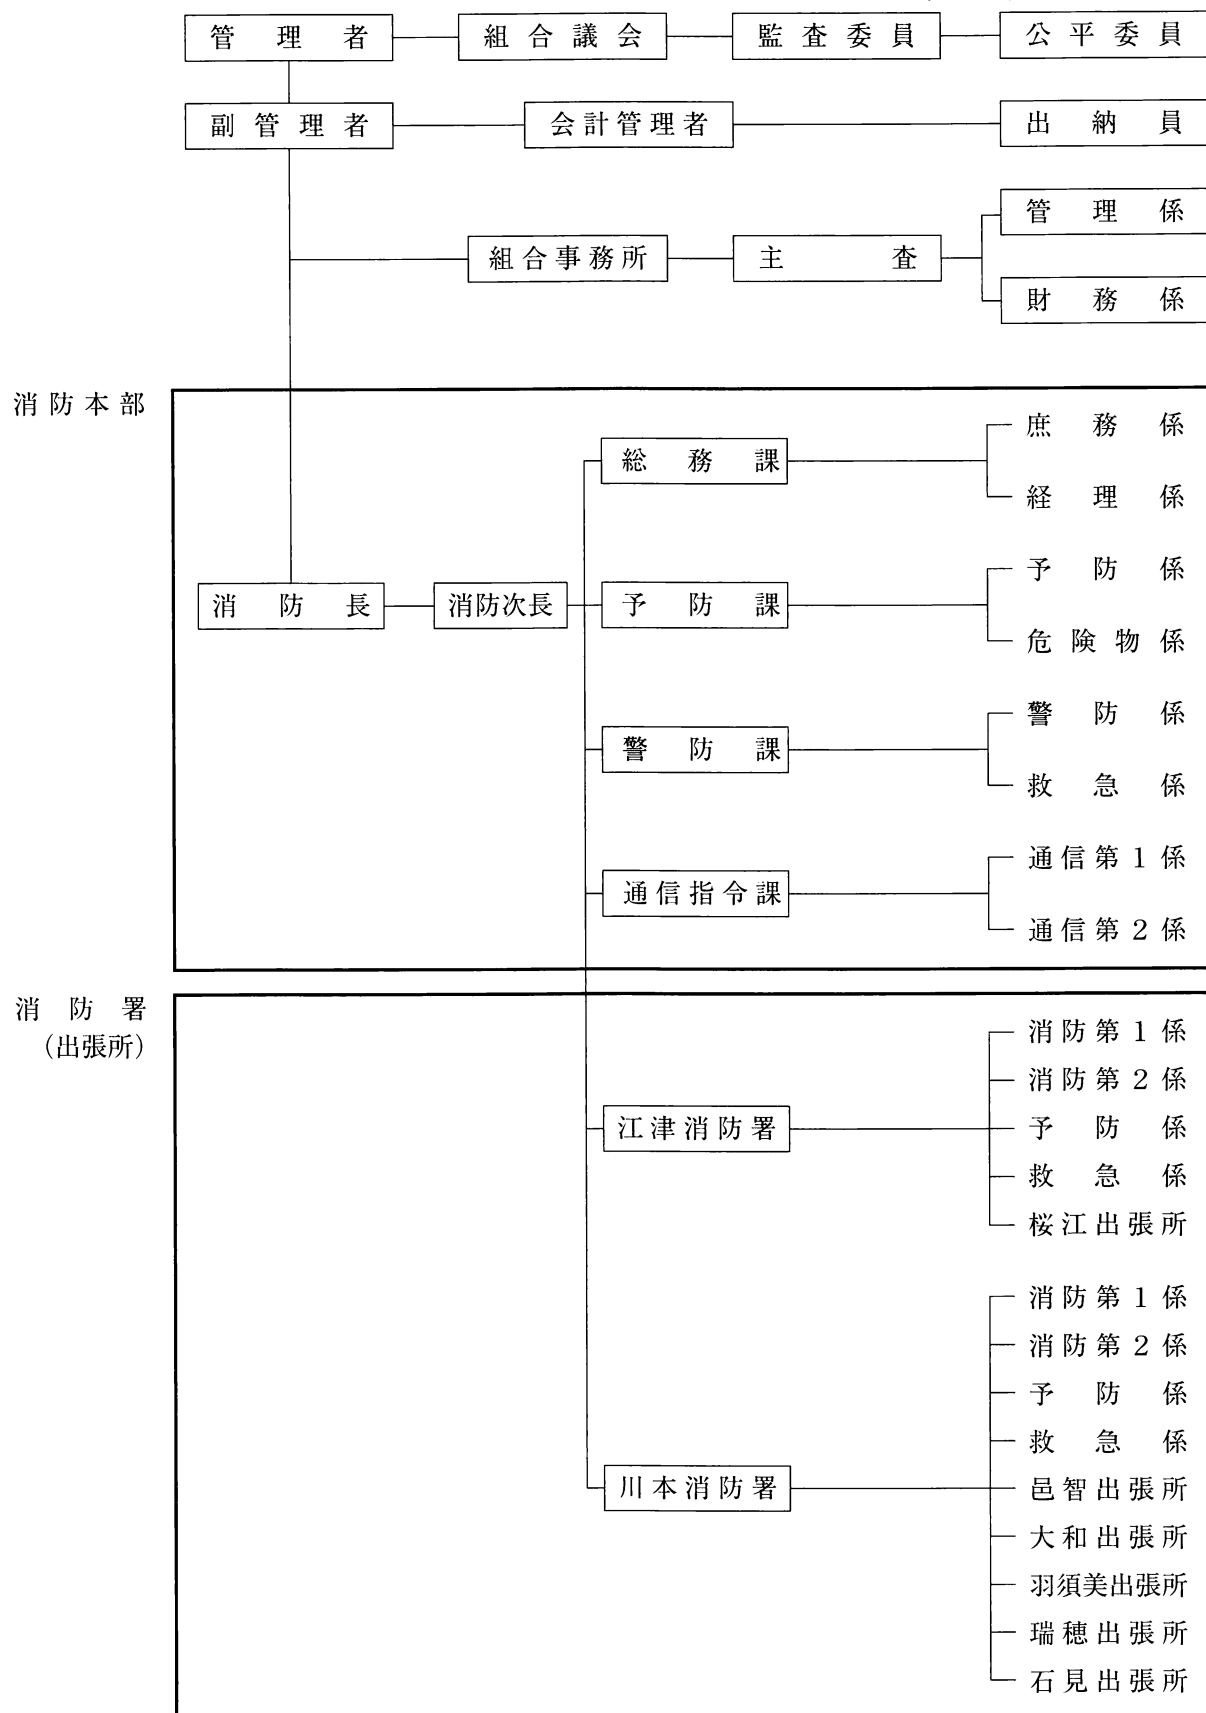 管理者 組合議会 監査委員 公平委員
副管理者 会計管理者 出納員
管理係
組合事務所 主査
財務係
消防本部
庶務係
総務課
経理係
予防係
消防長 消防次長 予防課
危険物係
警防係
警防課
救急係
通信第1係
通信指令課
通信第2係
消防署
(出張所)
消防第1係
消防第2係
江津消防署 予防係
救急係
桜江出張所
消防第1係
消防第2係
予防係
救急係
川本消防署 邑智出張所
大和出張所
羽須美出張所
瑞穂出張所
石見出張所